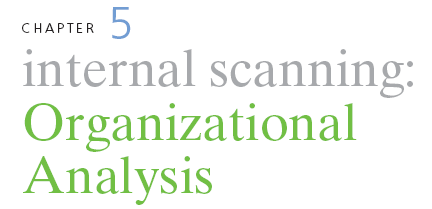 CHAPTER 5
internal scanning:
Organizational
Analysis